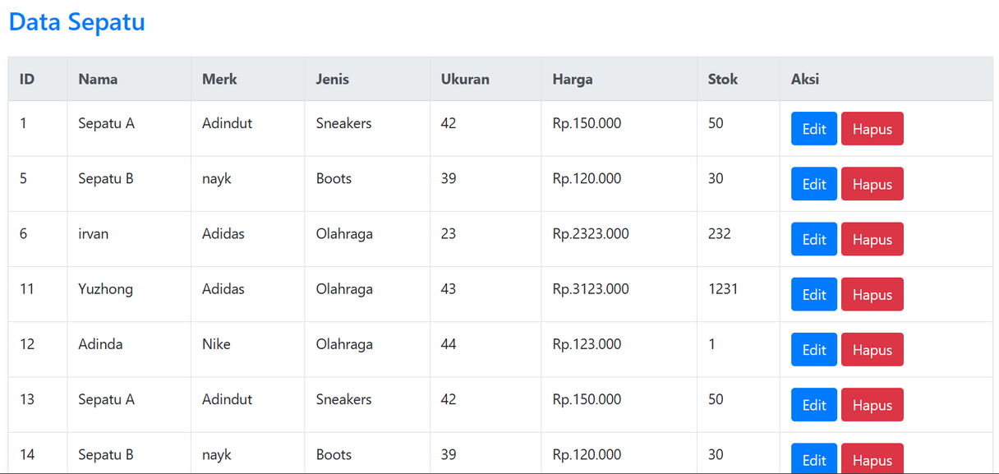 Data Sepatu
ID Nama Merk Jenis Ukuran Harga Stok Aksi
1 Sepatu A Adindut Sneakers 42 Rp.150.000 50 Edit Hapus
5 Sepatu B nayk Boots 39 Rp.120.000 30 Edit Hapus
6 irvan Adidas Olahraga 23 Rp.2323.000 232 Edit Hapus
11 Yuzhong Adidas Olahraga 43 Rp.3123.000 1231 Edit Hapus
12 Adinda Nike Olahraga 44 Rp.123.000 1 Edit Hapus
13 Sepatu A Adindut Sneakers 42 Rp.150.000 50 Edit Hapus
14 Sepatu B nayk Boots 39 Rp.120.000 30 Edit Hapus